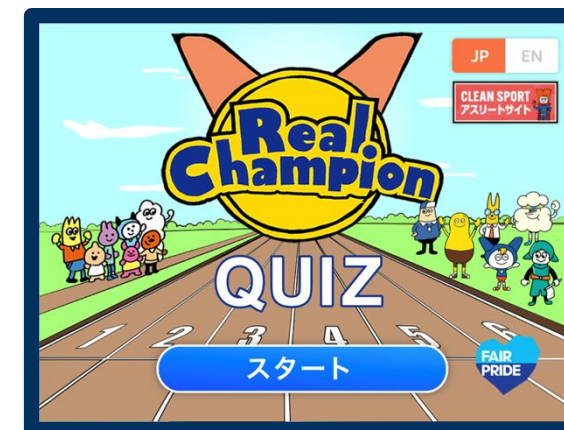 JP EN
CLEAN SPORT
アスリートサイト
Real
Champion
QUIZ
1 2 3 4 5 6
スタート
FAIR
PRIDE